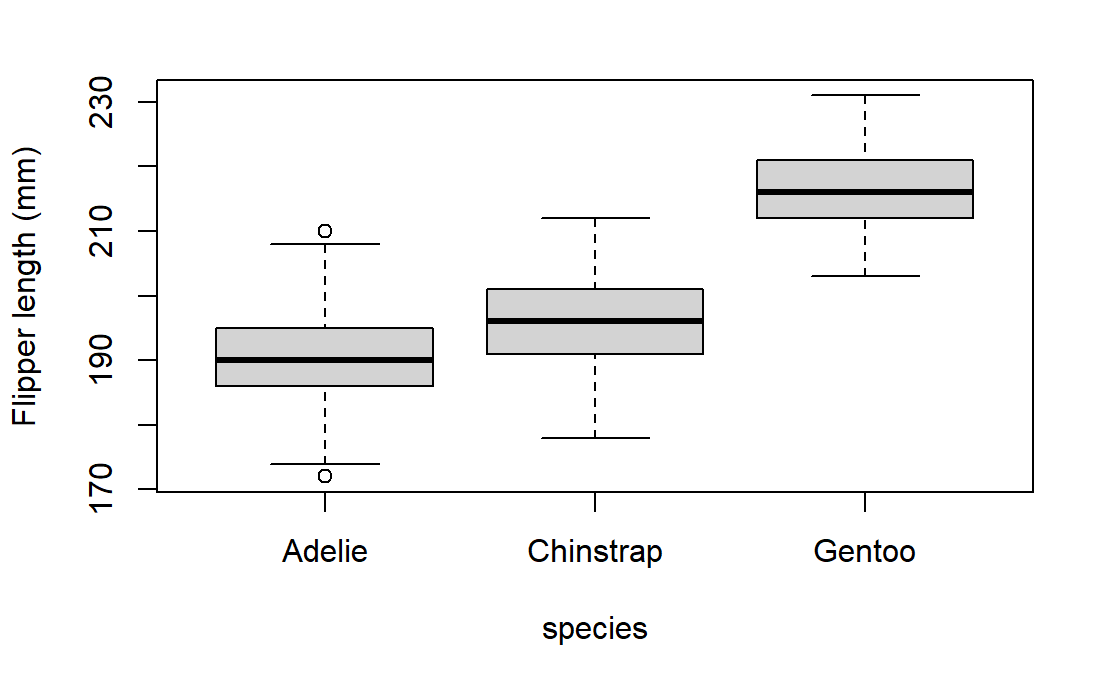 Flipper length (mm)
230
210
190
170
Adelie Chinstrap Gentoo
species